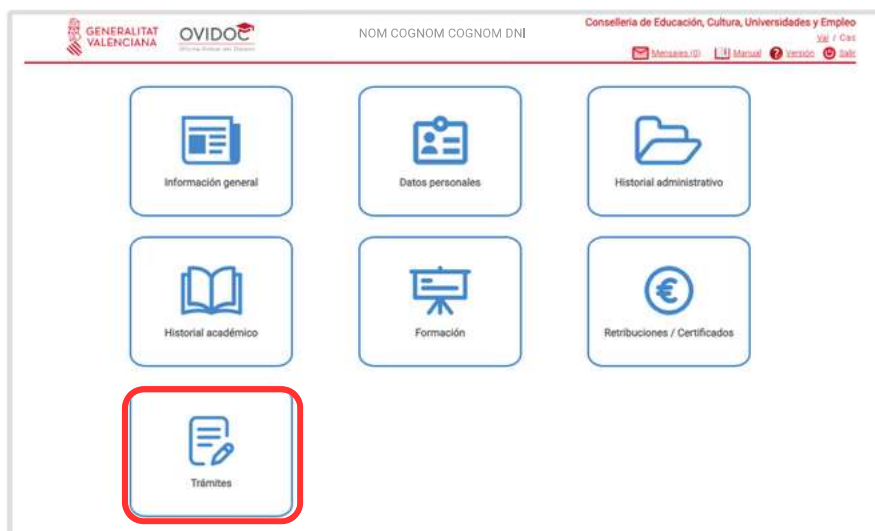 GENERALITAT
VALENCIANA
OVIDOC
NOM COGNOM COGNOM DNI
Conselleria de Educación, Cultura, Universidades y Empleo
Val / Cas
Mensajes (0) Manual Versión Salir
Información general
Datos personales
Historial administrativo
Historial académico
Formación
Retribuciones / Certificados
Trámites